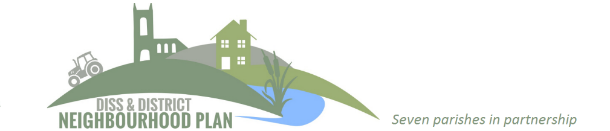 DISS & DISTRICT
NEIGHBOURHOOD PLAN
Seven parishes in partnership